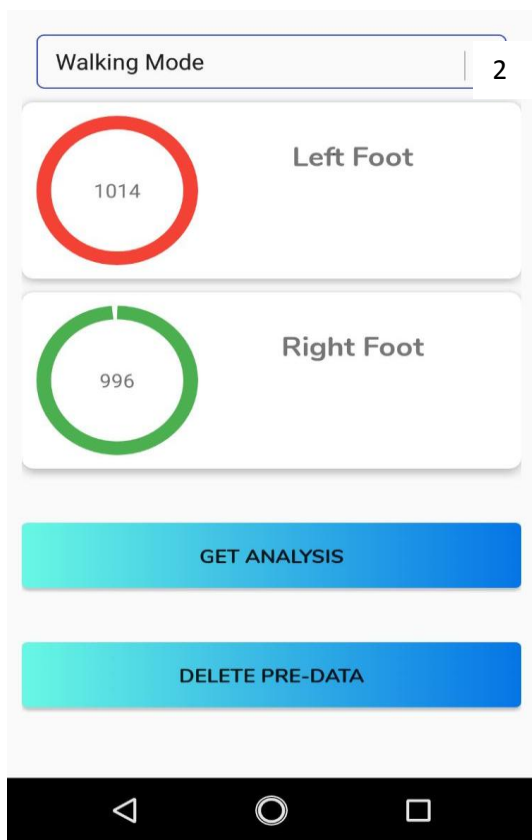 Walking Mode
2
Left Foot
1014
Right Foot
996
GET ANALYSIS
DELETE PRE-DATA